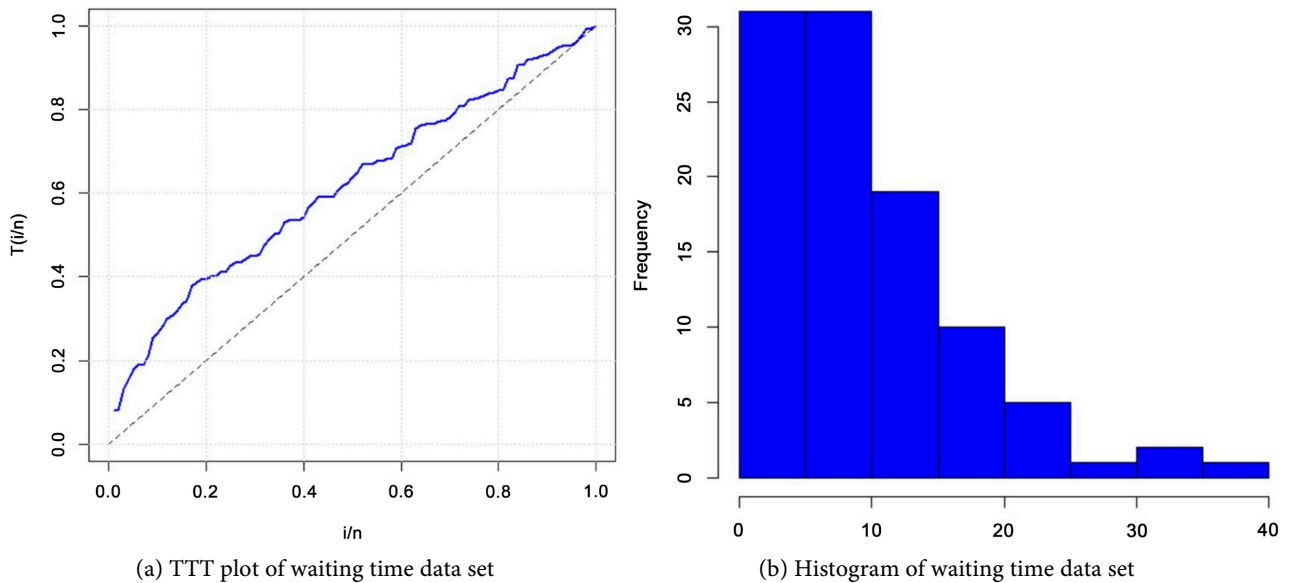 T(i/n)
1.0
0.8
0.6
0.4
0.2
0.0
0.0 0.2 0.4 0.6 0.8 1.0
i/n
(a) TTT plot of waiting time data set
Frequency
30
25
20
15
10
5
0
0 10 20 30 40
(b) Histogram of waiting time data set